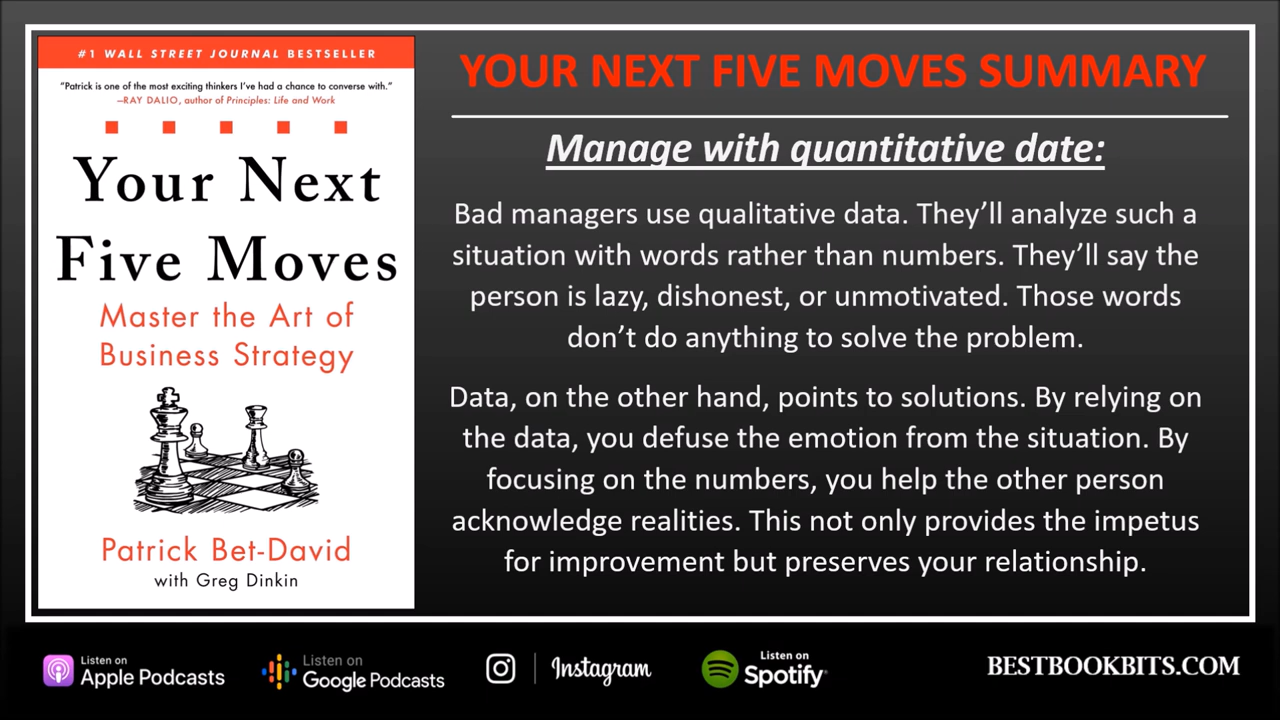 #1 WALL STREET JOURNAL BESTSELLER
“Patrick is one of the most exciting thinkers I’ve had a chance to converse with.”
—RAY DALIO, author of Principles: Life and Work
Your Next
Five Moves
Master the Art of
Business Strategy
Patrick Bet-David
with Greg Dinkin
YOUR NEXT FIVE MOVES SUMMARY
Manage with quantitative date:
Bad managers use qualitative data. They’ll analyze such a
situation with words rather than numbers. They’ll say the
person is lazy, dishonest, or unmotivated. Those words
don’t do anything to solve the problem.
Data, on the other hand, points to solutions. By relying on
the data, you defuse the emotion from the situation. By
focusing on the numbers, you help the other person
acknowledge realities. This not only provides the impetus
for improvement but preserves your relationship.
Listen on
Apple Podcasts
Listen on
Google Podcasts
Instagram
Listen on
Spotify
BESTBOOKBITS.COM